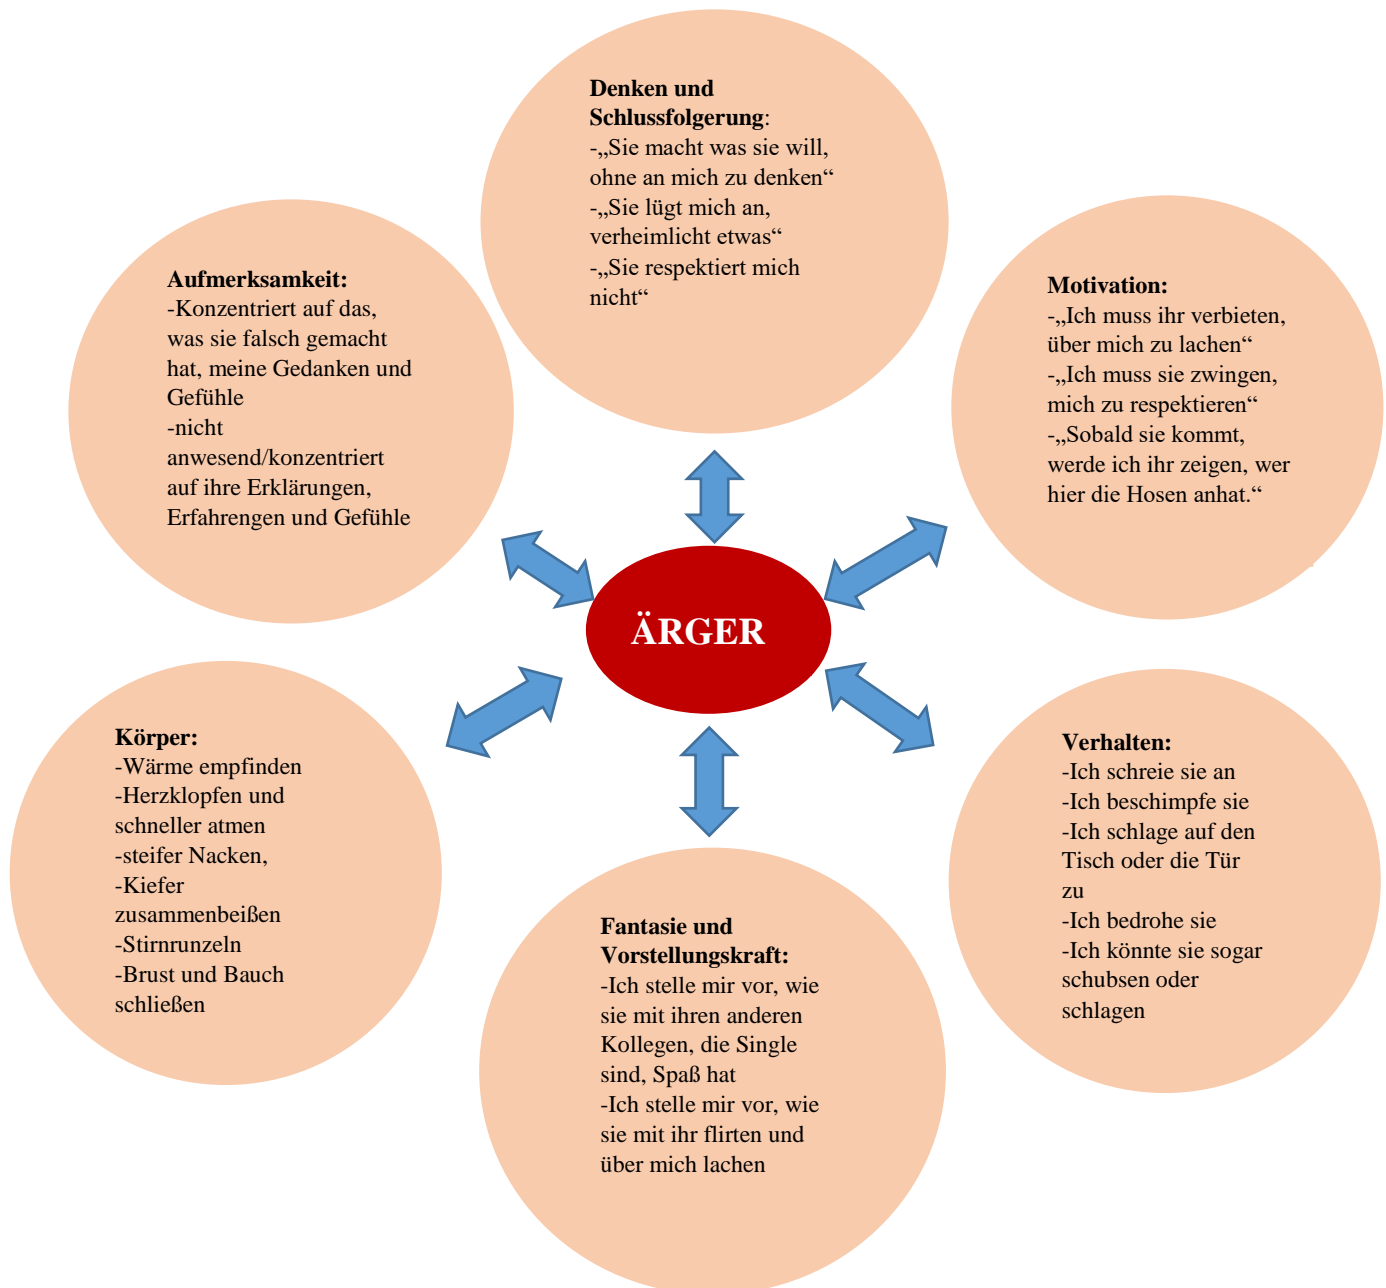 Denken und
Schlussfolgerung:
-„Sie macht was sie will,
ohne an mich zu denken“
-„Sie lügt mich an,
verheimlicht etwas“
-„Sie respektiert mich
nicht“
Aufmerksamkeit:
-Konzentriert auf das,
was sie falsch gemacht
hat, meine Gedanken und
Gefühle
-nicht
anwesend/konzentriert
auf ihre Erklärungen,
Erfahrengen und Gefühle
Motivation:
-„Ich muss ihr verbieten,
über mich zu lachen“
-„Ich muss sie zwingen,
mich zu respektieren“
-„Sobald sie kommt,
werde ich ihr zeigen, wer
hier die Hosen anhat.“
ÄRGER
Körper:
-Wärme empfinden
-Herzklopfen und
schneller atmen
-steifer Nacken,
-Kiefer
zusammenbeißen
-Stirnrunzeln
-Brust und Bauch
schließen
Verhalten:
-Ich schreie sie an
-Ich beschimpfe sie
-Ich schlage auf den
Tisch oder die Tür
zu
-Ich bedrohe sie
-Ich könnte sie sogar
schubsen oder
schlagen
Fantasie und
Vorstellungskraft:
-Ich stelle mir vor, wie
sie mit ihren anderen
Kollegen, die Single
sind, Spaß hat
-Ich stelle mir vor, wie
sie mit ihr flirten und
über mich lachen